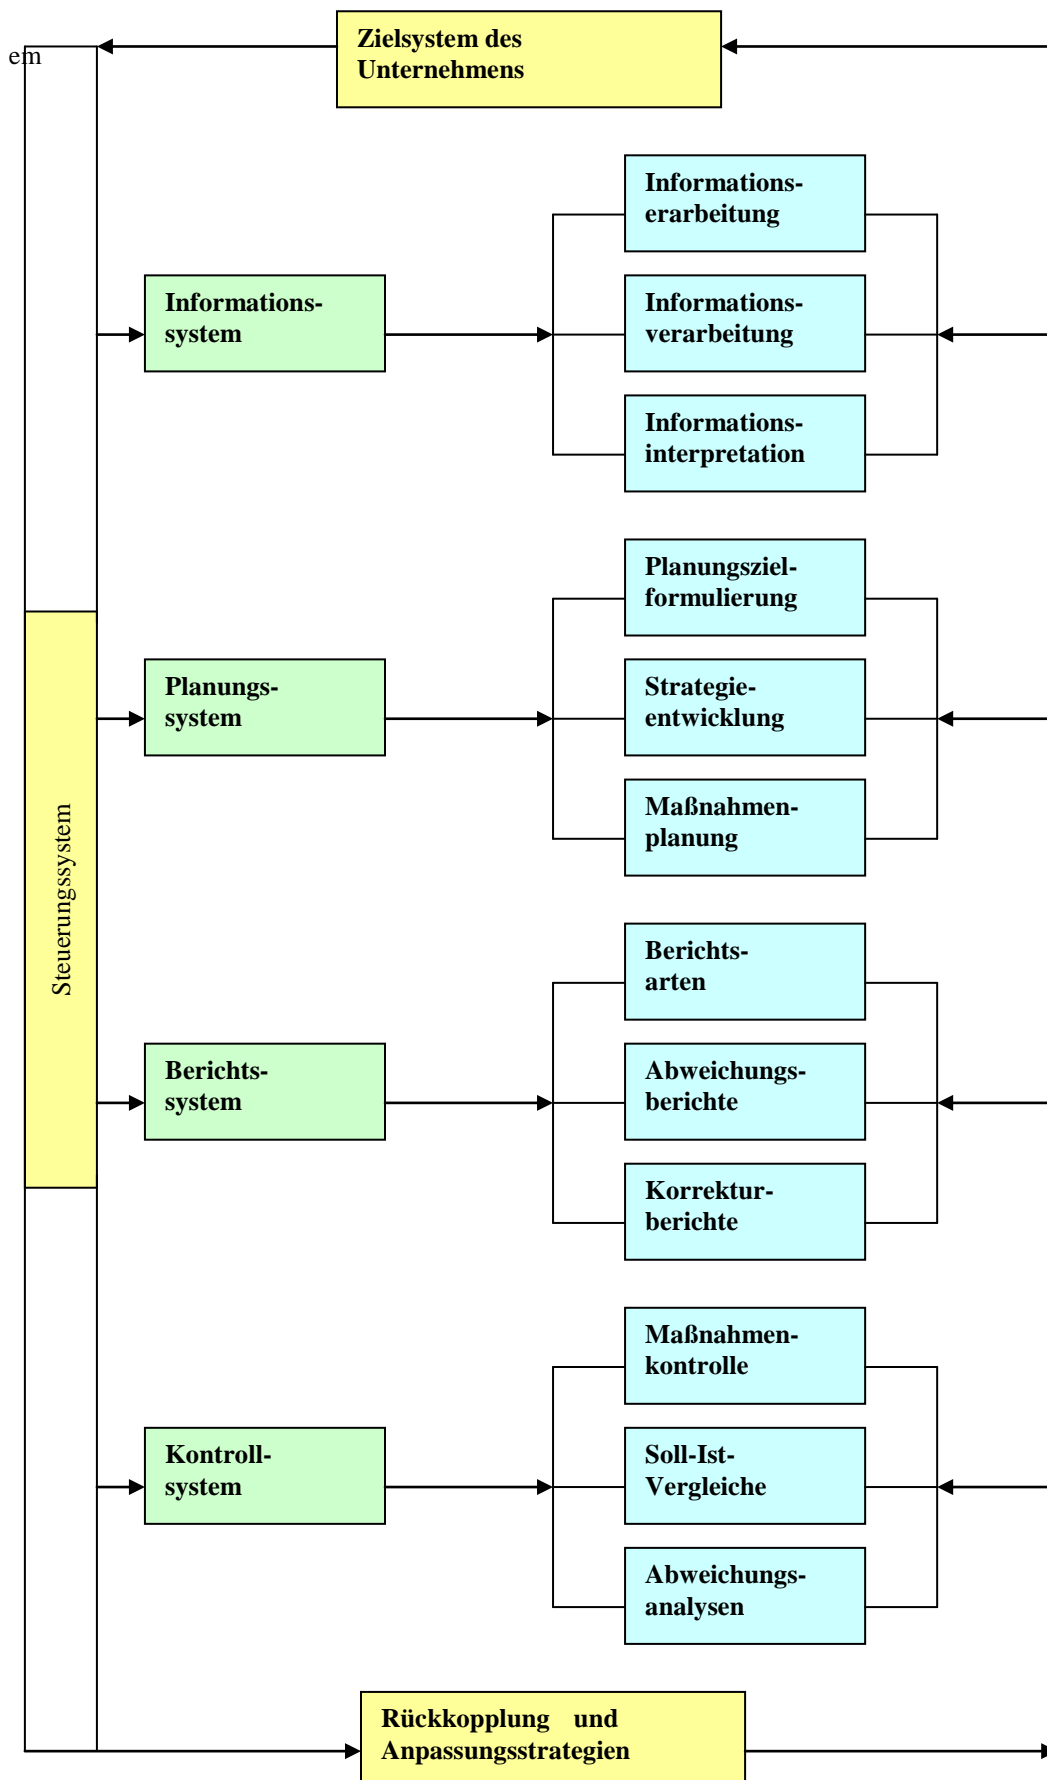 Zielsystem des
Unternehmens
em
Informations-
erarbeitung
Informations-
system
Informations-
verarbeitung
Informations-
interpretation
Planungsziel-
formulierung
Planungs-
system
Strategie-
entwicklung
Maßnahmen-
planung
Steuerungssystem
Berichts-
arten
Berichts-
system
Abweichungs-
berichte
Korrektur-
berichte
Maßnahmen-
kontrolle
Kontroll-
system
Soll-Ist-
Vergleiche
Abweichungs-
analysen
Rückkopplung und
Anpassungsstrategien